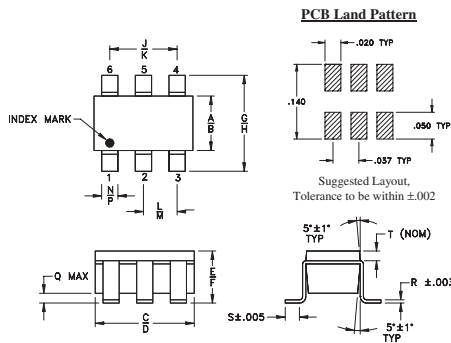 PCB Land Pattern
J
K
6 5 4
.020 TYP
INDEX MARK
A
B
G
H
.140
.050 TYP
1 2 3
N
P
L
M
.037 TYP
Suggested Layout,
Tolerance to be within ±.002
5°±1°
TYP
T (NOM)
Q MAX
E
F
R ±.003
C
D
S±.005
5°±1°
TYP